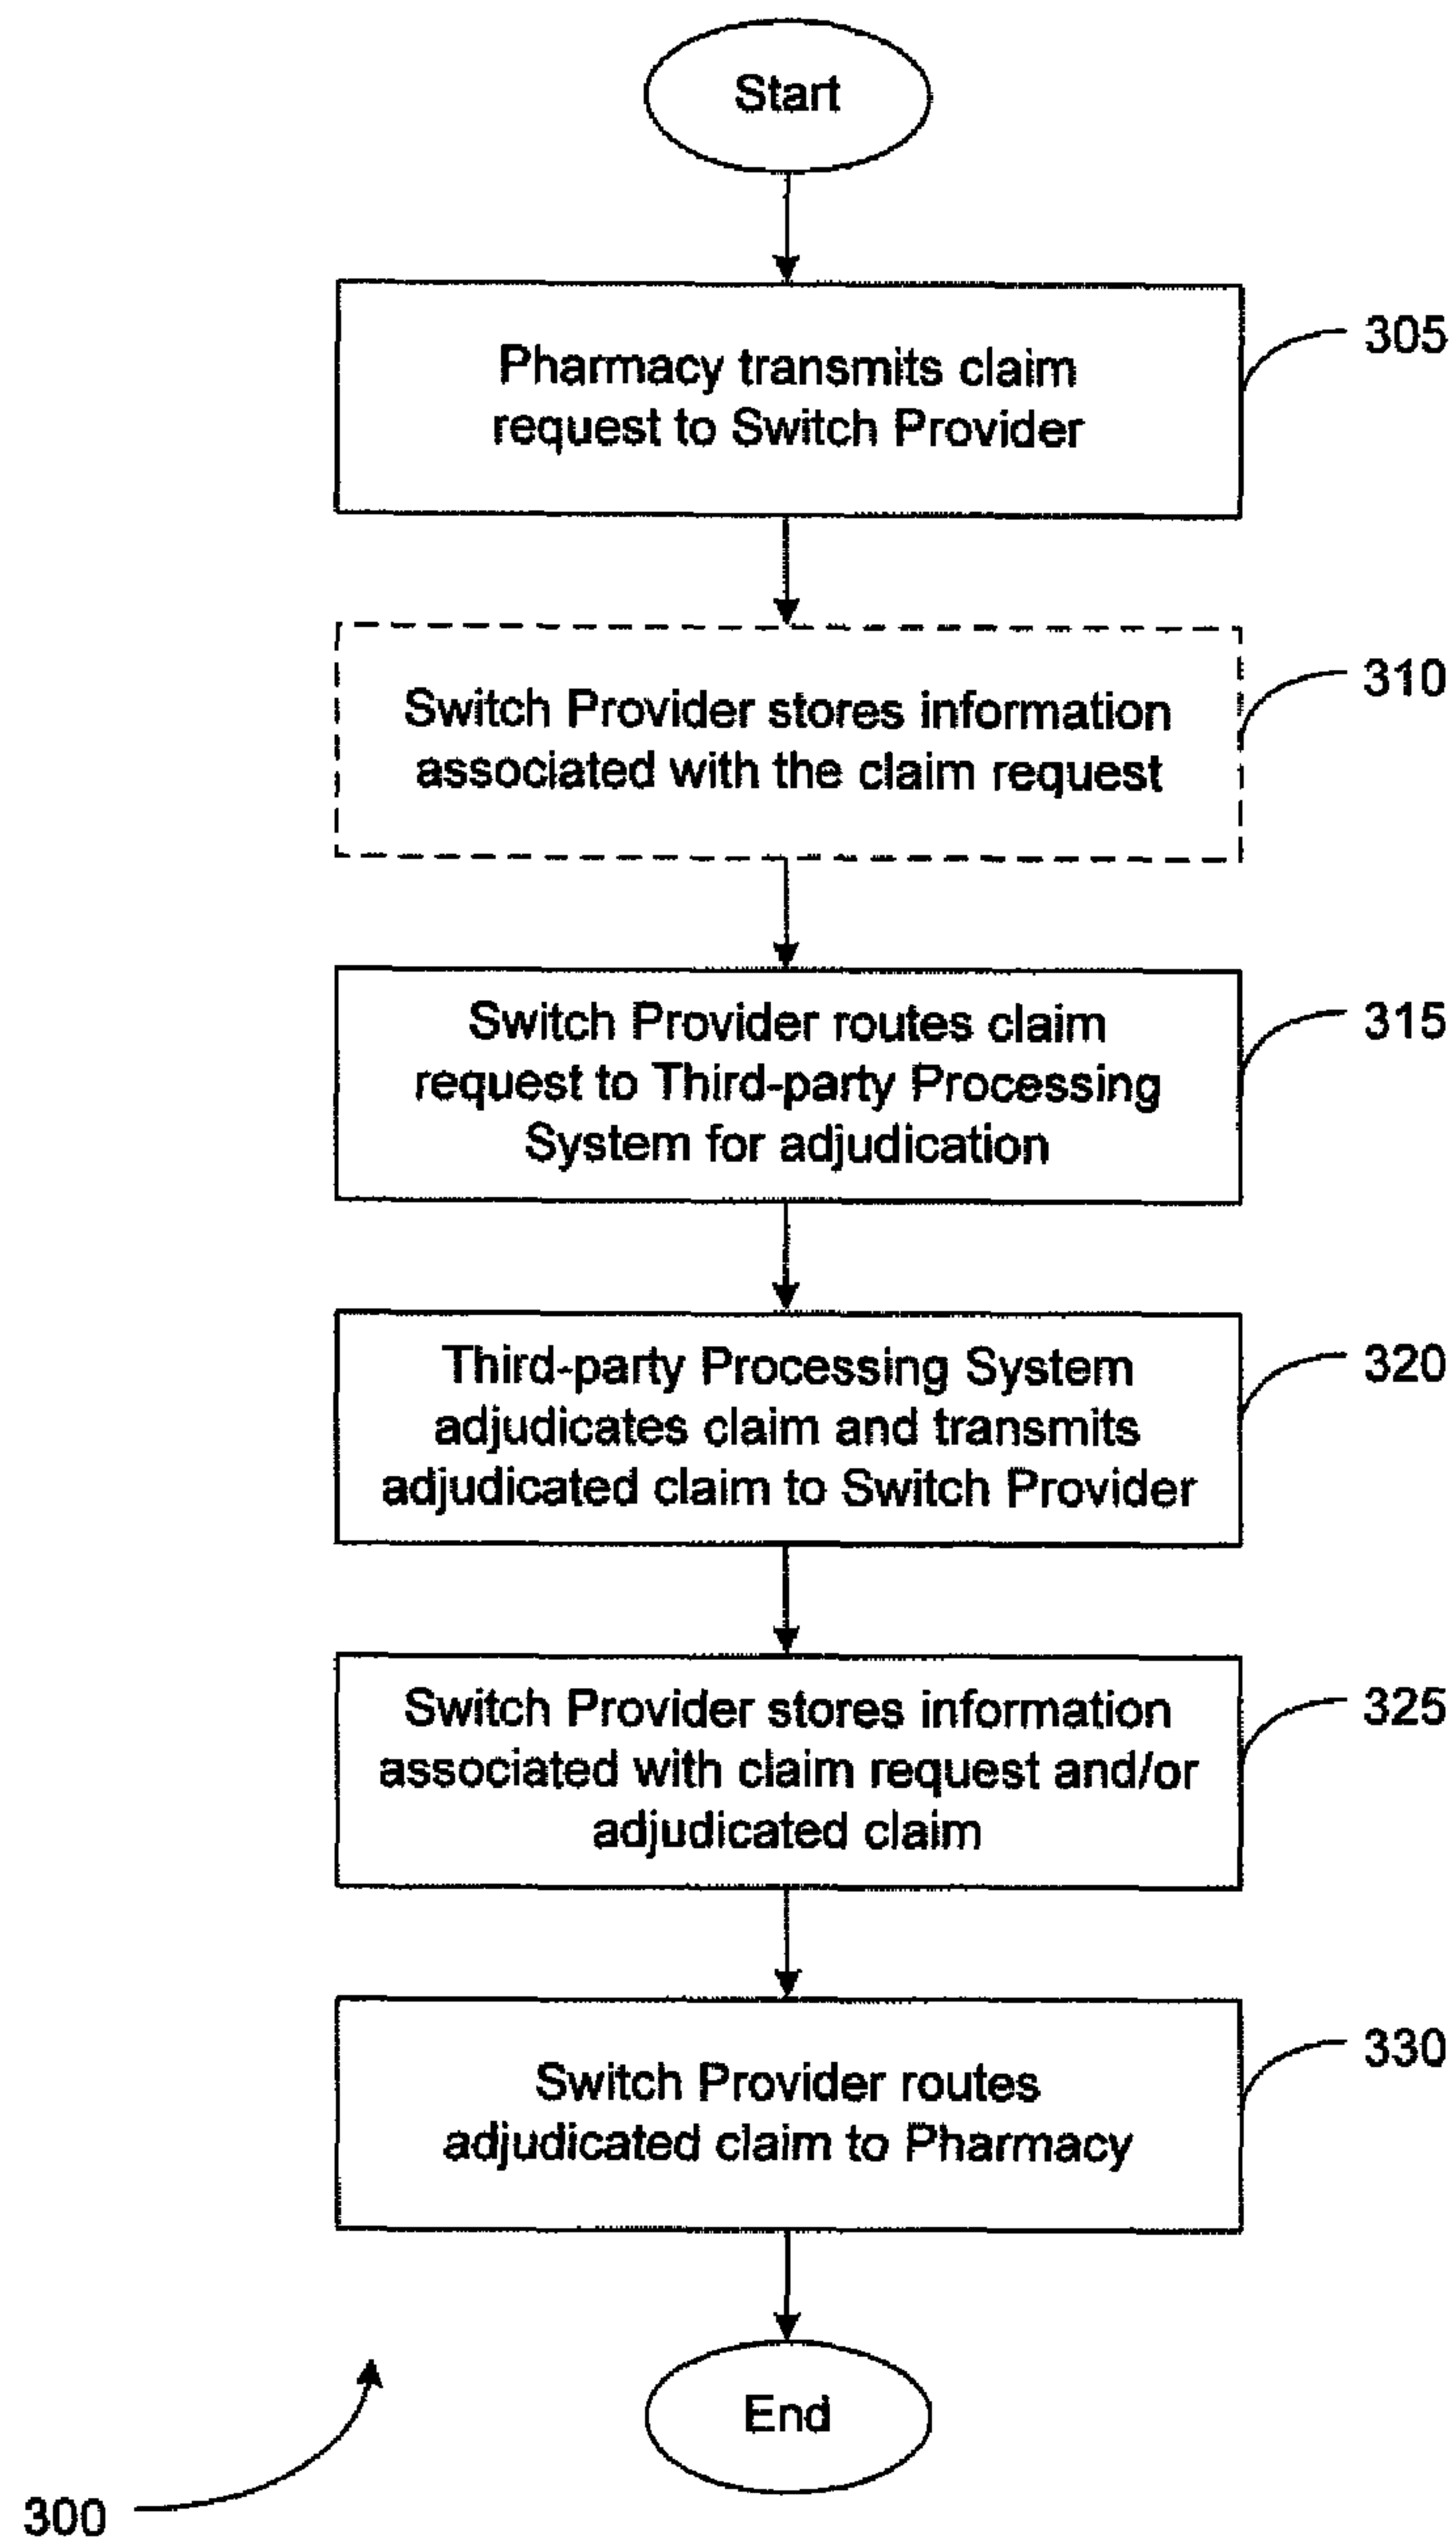 Start
Pharmacy transmits claim
request to Switch Provider
305
Switch Provider stores information
associated with the claim request
310
Switch Provider routes claim
request to Third-party Processing
System for adjudication
315
Third-party Processing System
adjudicates claim and transmits
adjudicated claim to Switch Provider
320
Switch Provider stores information
associated with claim request and/or
adjudicated claim
325
Switch Provider routes
adjudicated claim to Pharmacy
330
End
300